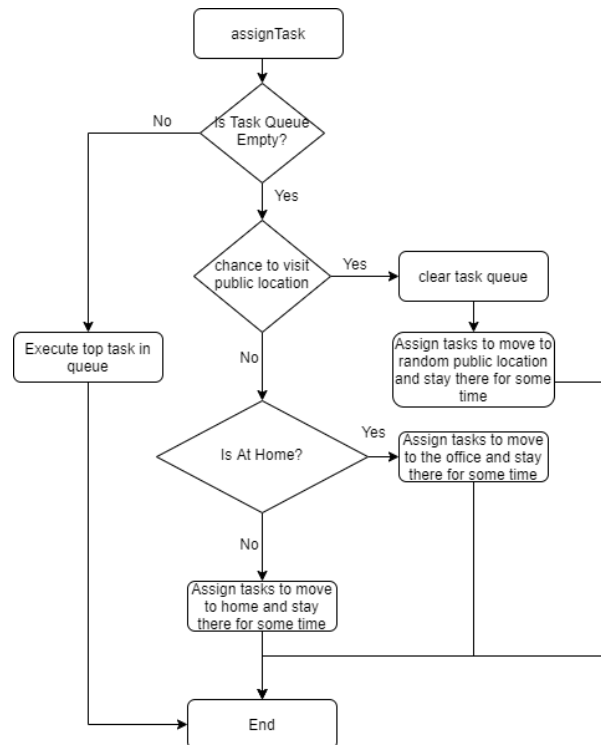 assignTask
No
Is Task Queue
Empty?
Yes
chance to visit
public location
Yes
clear task queue
Execute top task in
queue
Assign tasks to move to
random public location
and stay there for some
time
No
Is At Home?
Yes
Assign tasks to move
to the office and stay
there for some time
No
Assign tasks to move
to home and stay
there for some time
End